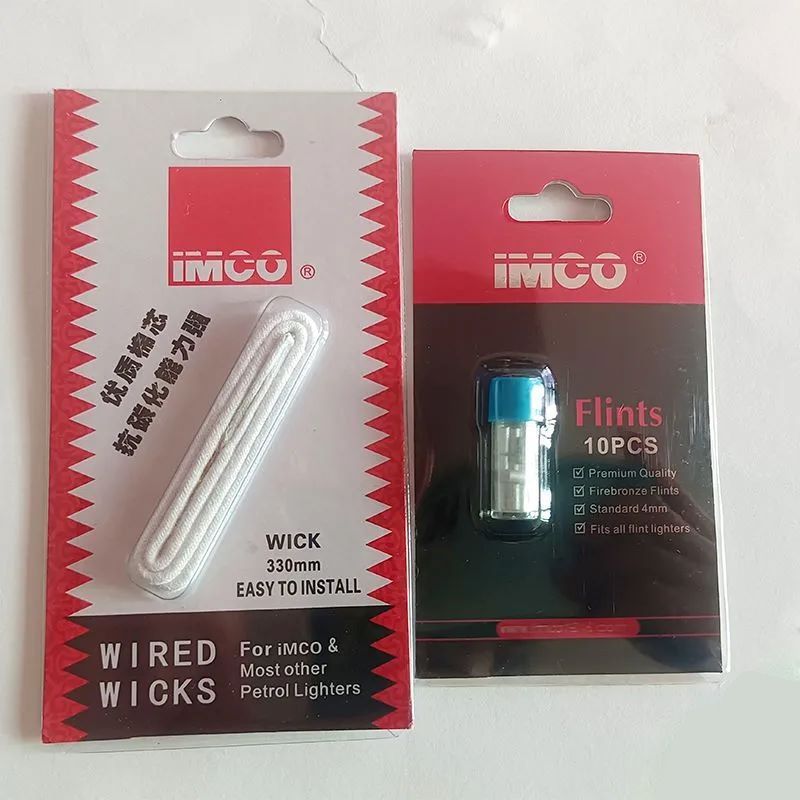 IMCO ®
优质棉芯
抗碳化能力强
WICK
330mm
EASY TO INSTALL
WIRED
WICKS
For IMCO &
Most other
Petrol Lighters
IMCO ®
Flints
10PCS
Premium Quality
Firebronze Flints
Standard 4mm
Fits all flint lighters